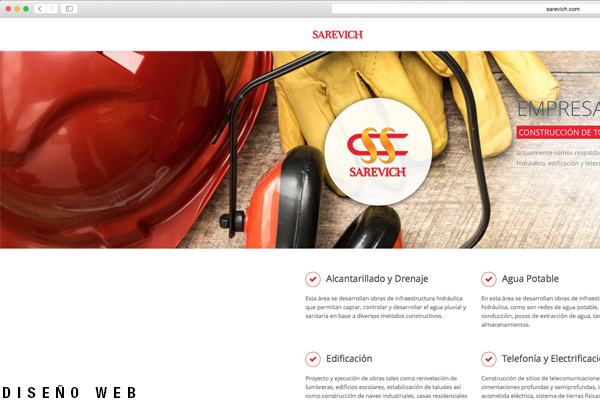 sarevich.com
SAREVICH
EMPRESA
CONSTRUCCIÓN DE TO
actualmente somos respalda
hidráulico, edificación y telec
SAREVICH
Alcantarillado y Drenaje
Esta área se desarrollan obras de infraestructura hidráulica
que permitan captar, controlar y desarrollar el agua pluvial y
sanitaria en base a diversos metodos constructivos.
Agua Potable
En esta área se desarrollan obras de infraestr
hidráulica, como son redes de agua potable,
conducción, pozos de extracción de agua, tan
almacenamientos.
Edificación
Proyecto y ejecución de obras tales como renivelación de
lumbreras, edificios escolares, estabilización de taludes así
como construcción de naves industriales, casas residenciales
Telefonía y Electrificació
Construcción de sitios de telecomunicacione
cimentaciones profundas y semiprofundas, i
acometida eléctrica, sistema de tierras físicas
DISEÑO WEB